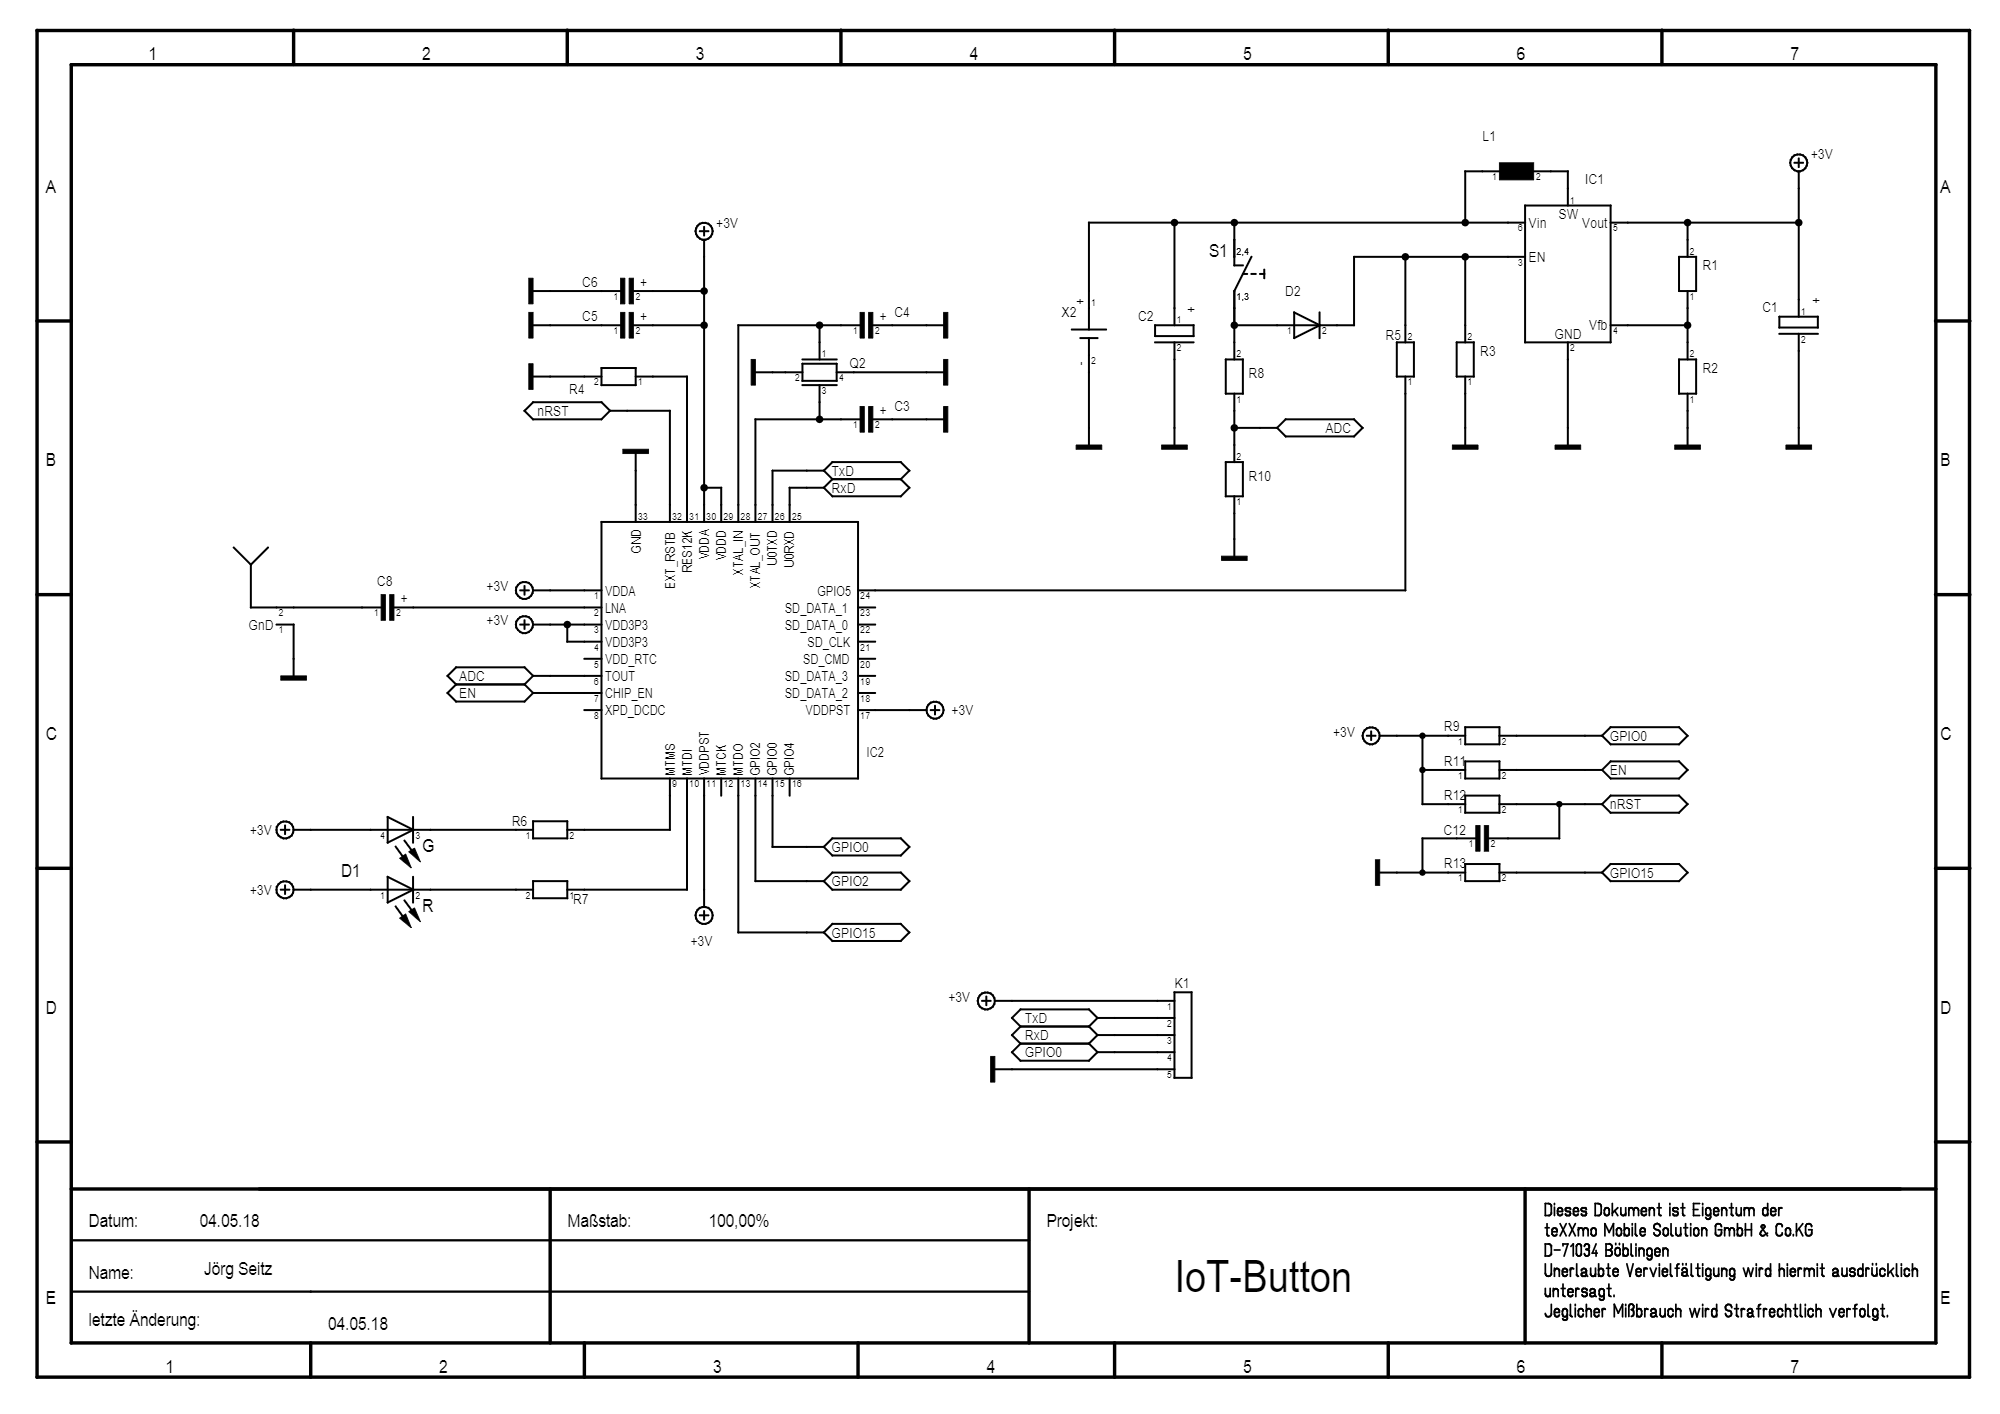 1 2 3 4 5 6 7
A A
B B
C C
D D
E E
L1
1 2
IC1
+3V
1
SW
6 Vin Vout 5
3 EN
Vfb 4
GND
2
R1
2
1
R2
2
1
C1
+
1
2
S1
2,4
1,3
D2
1 2
X2
+ 1
- 2
C2
+
1
2
R5
2
1
R3
2
1
R8
2
1
ADC
R10
2
1
+3V
C6
1 2 +
C5
1 2 +
R4
2 1
nRST
C4
1 2 +
Q2
1
2 4
3
C3
1 2 +
TxD
RxD
33 32 31 30 29 28 27 26 25
GND EXT_RSTB RES12K VDDA VDDD XTAL_IN XTAL_OUT U0TXD U0RXD
C8
1 2 +
GnD
2
1
+3V
1 VDDA
2 LNA
+3V
3 VDD3P3
4 VDD3P3
5 VDD_RTC
ADC
6 TOUT
EN
7 CHIP_EN
8 XPD_DCDC
GPIO5 24
SD_DATA_1 23
SD_DATA_0 22
SD_CLK 21
SD_CMD 20
SD_DATA_3 19
SD_DATA_2 18
VDDPST 17
+3V
IC2
MTMS MTDI VDDPST MTCK MTDO GPIO2 GPIO0 GPIO4
9 10 11 12 13 14 15 16
+3V
4 3
G
R6
1 2
D1
+3V
1 2
R
2 1
R7
+3V
GPIO0
GPIO2
GPIO15
+3V
R9
1 2
GPIO0
R11
1 2
EN
R12
1 2
nRST
C12
1 2
R13
1 2
GPIO15
K1
+3V
1
TxD
2
RxD
3
GPIO0
4
5
Datum: 04.05.18
Maßstab: 100,00%
Projekt:
Name: Jörg Seitz
IoT-Button
letzte Änderung: 04.05.18
Dieses Dokument ist Eigentum der
teXXmo Mobile Solution GmbH & Co.KG
D-71034 Böblingen
Unerlaubte Vervielfältigung wird hiermit ausdrücklich
untersagt.
Jeglicher Mißbrauch wird Strafrechtlich verfolgt.
1 2 3 4 5 6 7